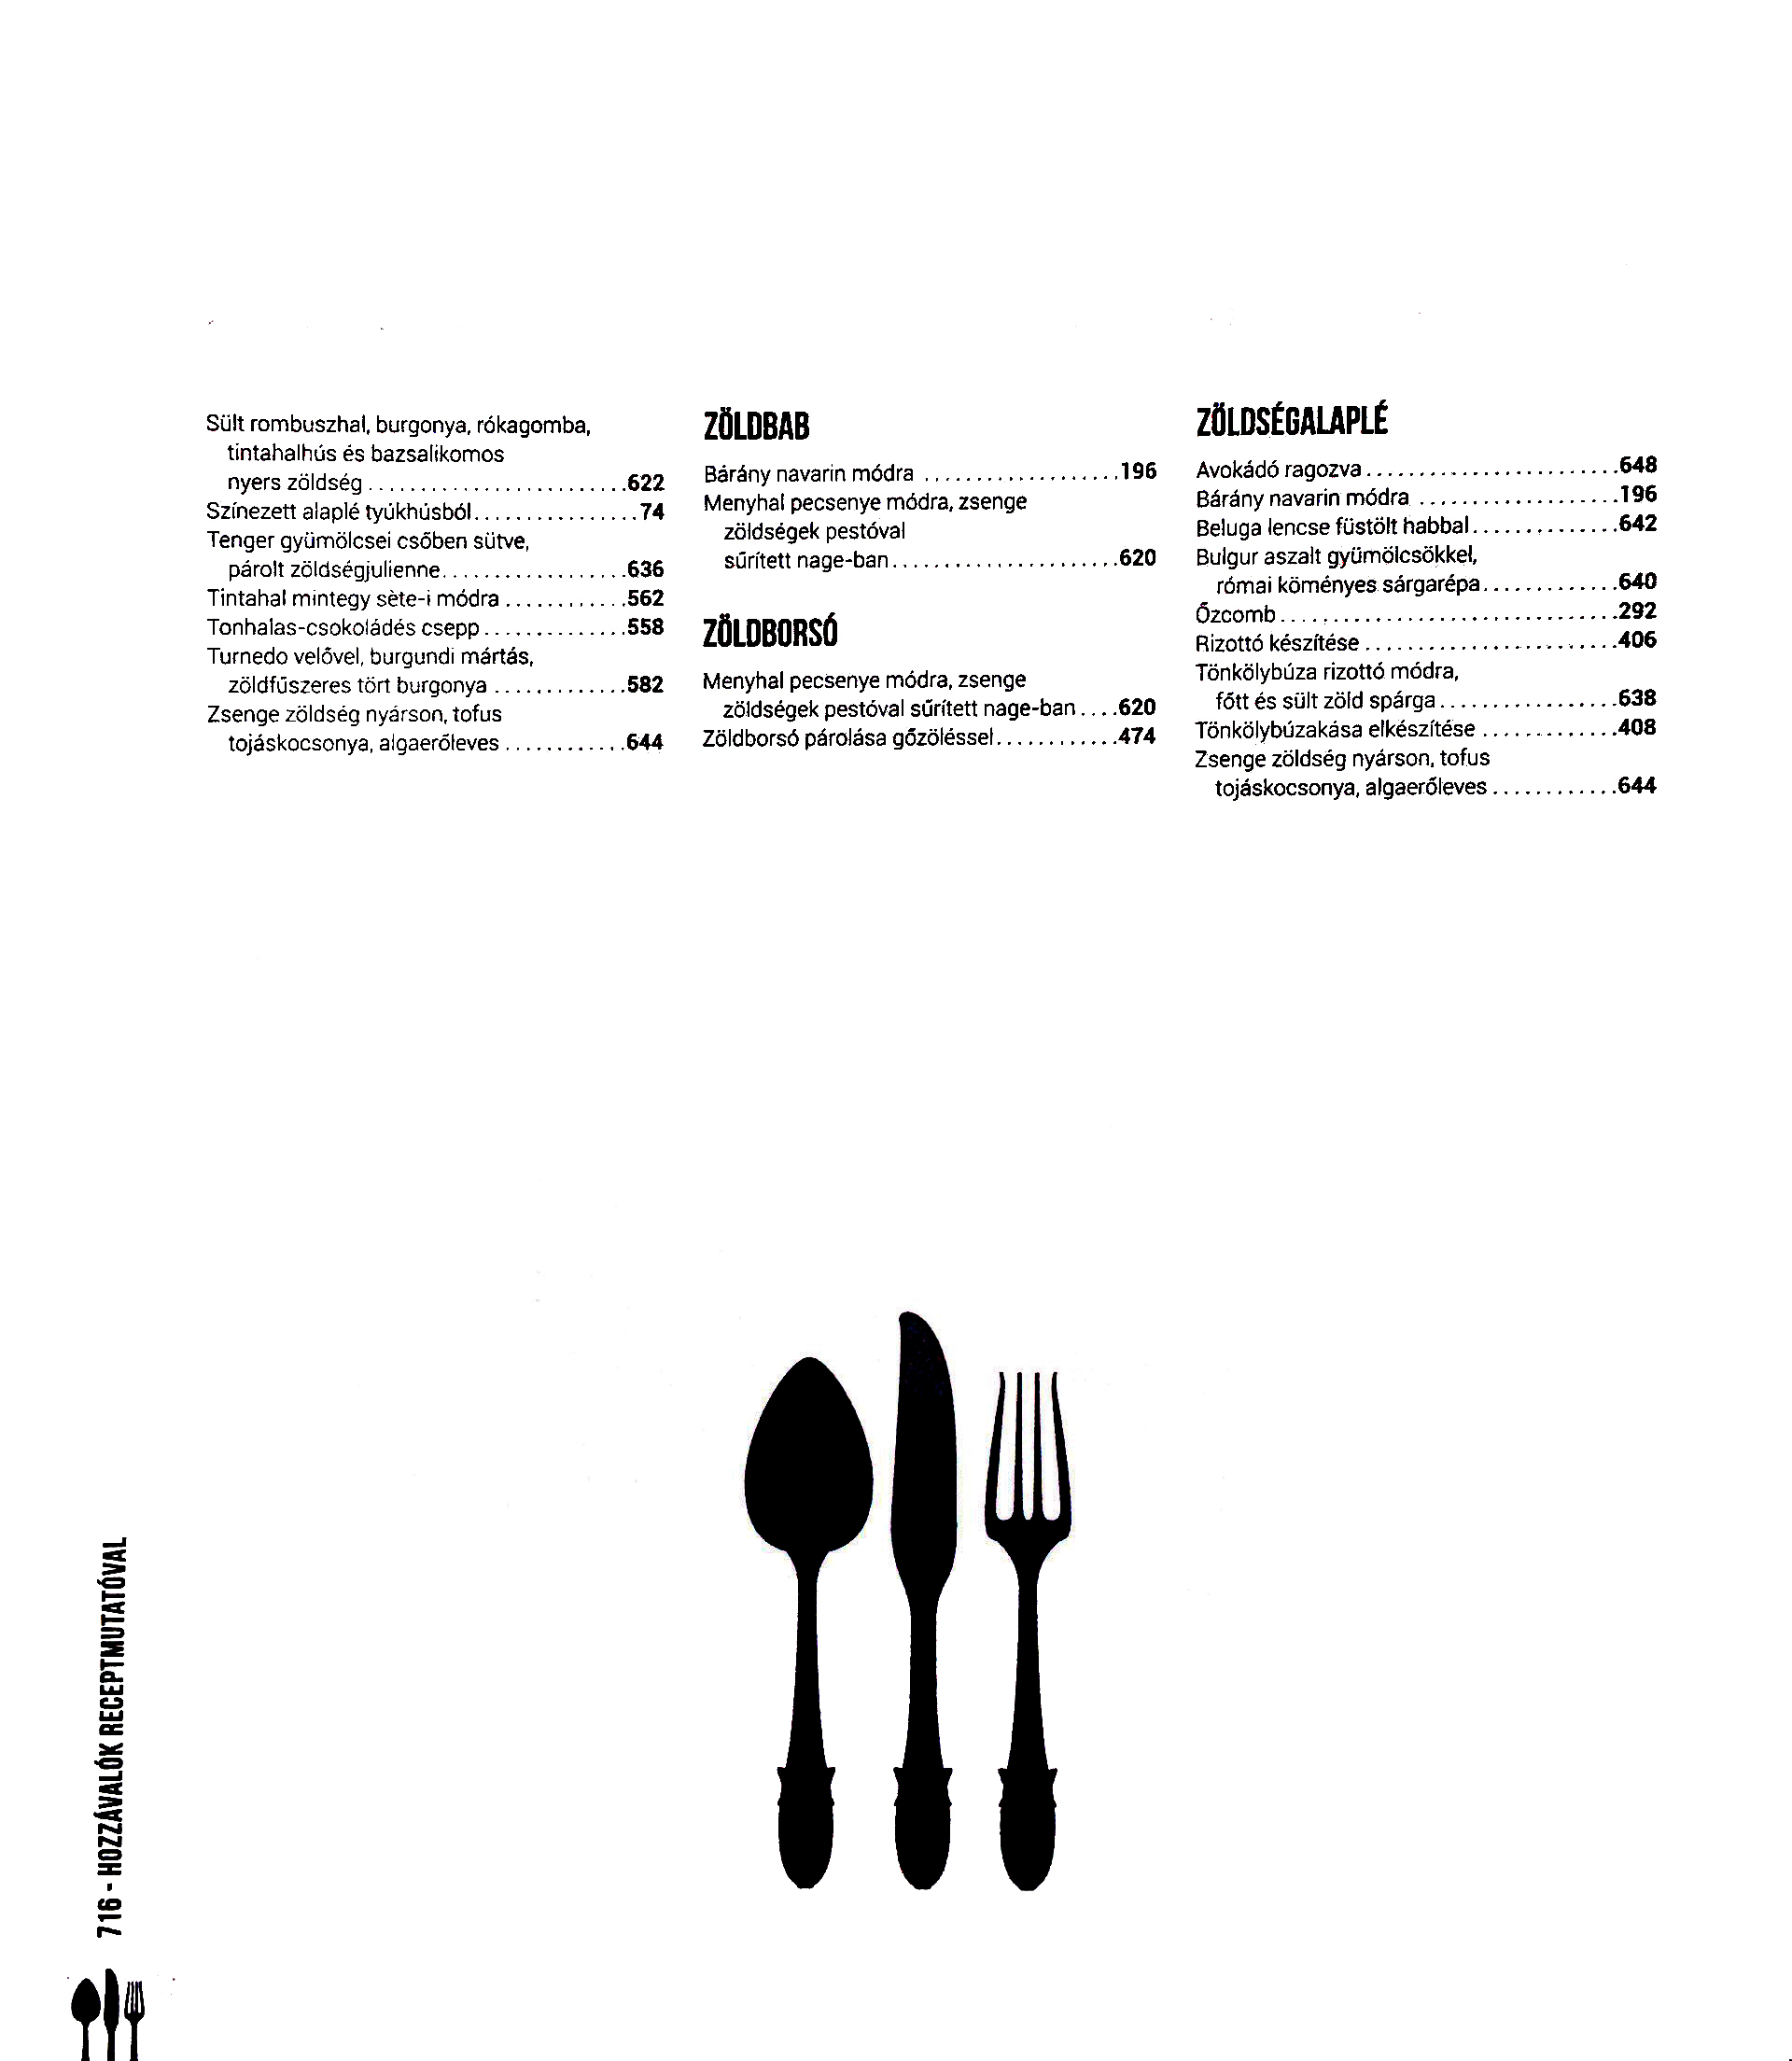 Sült rombuszhal, burgonya, rókagomba,
tintahalhús és bazsalikomos
nyers zöldség.........................622
Színezett alaplé tyúkhúsból................74
Tenger gyümölcsei csőben sütve,
párolt zöldségjulienne..................636
Tintahal mintegy sète-i módra............562
Tonhalas-csokoládés csepp..............558
Turnedo velővel, burgundi mártás,
zöldfűszeres tört burgonya.............582
Zsenge zöldség nyárson, tofus
tojáskocsonya, algaerőleves............644
ZÖLDBAB
Bárány navarin módra...................196
Menyhal pecsenye módra, zsenge
zöldségek pestóval
sűrített nage-ban......................620
ZÖLDBORSÓ
Menyhal pecsenye módra, zsenge
zöldségek pestóval sűrített nage-ban....620
Zöldborsó párolása gőzöléssel............474
ZÖLDSÉGALAPLÉ
Avokádó ragozva........................648
Bárány navarin módra...................196
Beluga lencse füstölt habbal..............642
Bulgur aszalt gyümölcsökkel,
római köményes sárgarépa.............640
Őzcomb................................292
Rizottó készítése........................406
Tönkölybúza rizottó módra,
főtt és sült zöld spárga.................638
Tönkölybúzakása elkészítése.............408
Zsenge zöldség nyárson, tofus
tojáskocsonya, algaerőleves............644
716 - HOZZÁVALÓK RECEPTMUTATÓVAL